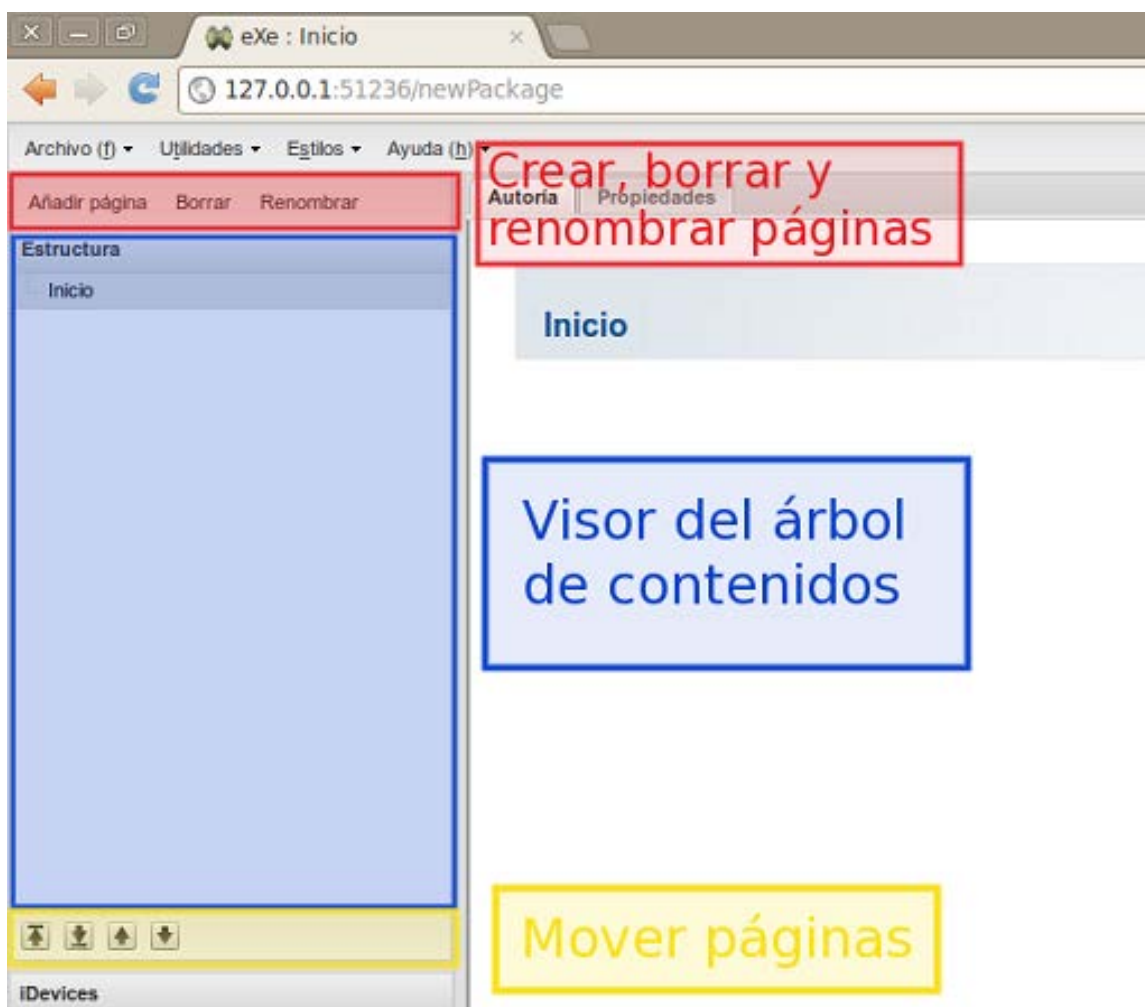 eXe : Inicio
127.0.0.1:51236/newPackage
Archivo (f) Utilidades Estilos Ayuda (h)
Añadir página Borrar Renombrar
Crear, borrar y
renombrar páginas
Autoría Propiedades
Estructura
Inicio
Inicio
Visor del árbol
de contenidos
Mover páginas
iDevices